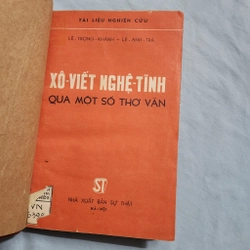 TÀI LIỆU NGHIÊN CỨU
LÊ-TRỌNG-KHÁNH - LÊ-ANH-TRÀ
XÔ-VIẾT NGHỆ-TĨNH
QUA MỘT SỐ THƠ VĂN
ST
NHÀ XUẤT BẢN SỰ THẬT
HÀ-NỘI
VN